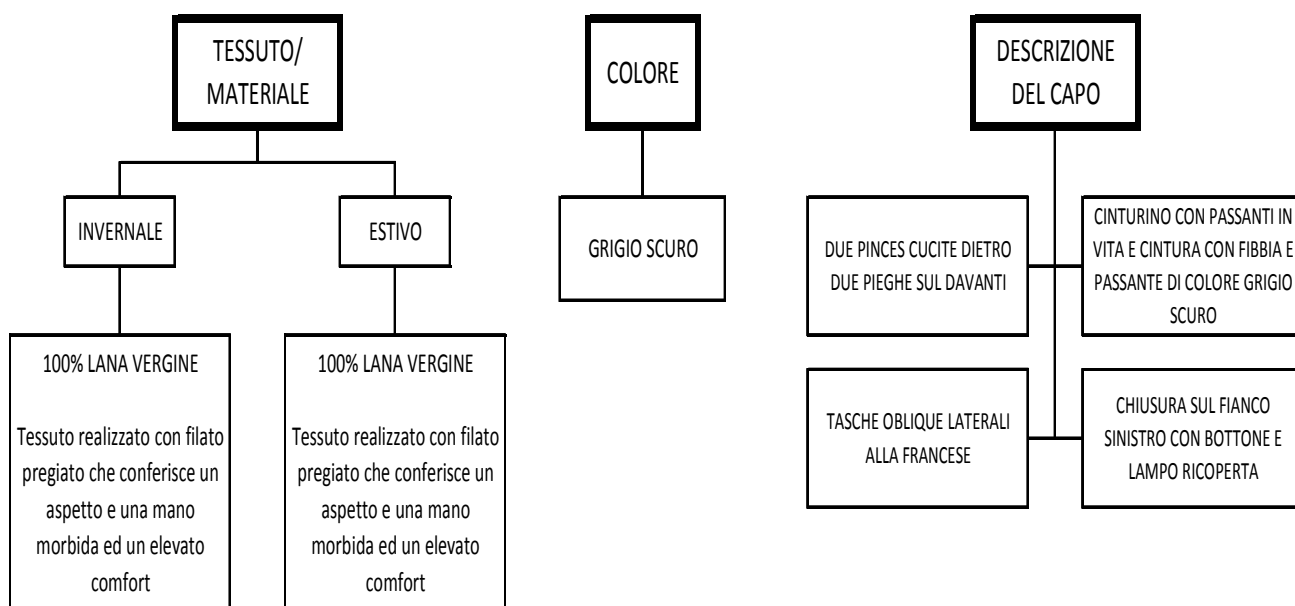 TESSUTO/
MATERIALE
COLORE
DESCRIZIONE
DEL CAPO
INVERNALE
ESTIVO
GRIGIO SCURO
DUE PINCES CUCITE DIETRO
DUE PIEGHE SUL DAVANTI
CINTURINO CON PASSANTI IN
VITA E CINTURA CON FIBBIA E
PASSANTE DI COLORE GRIGIO
SCURO
100% LANA VERGINE
Tessuto realizzato con filato
pregiato che conferisce un
aspetto e una mano
morbida ed un elevato
comfort
100% LANA VERGINE
Tessuto realizzato con filato
pregiato che conferisce un
aspetto e una mano
morbida ed un elevato
comfort
TASCHE OBLIQUE LATERALI
ALLA FRANCESE
CHIUSURA SUL FIANCO
SINISTRO CON BOTTONE E
LAMPO RICOPERTA